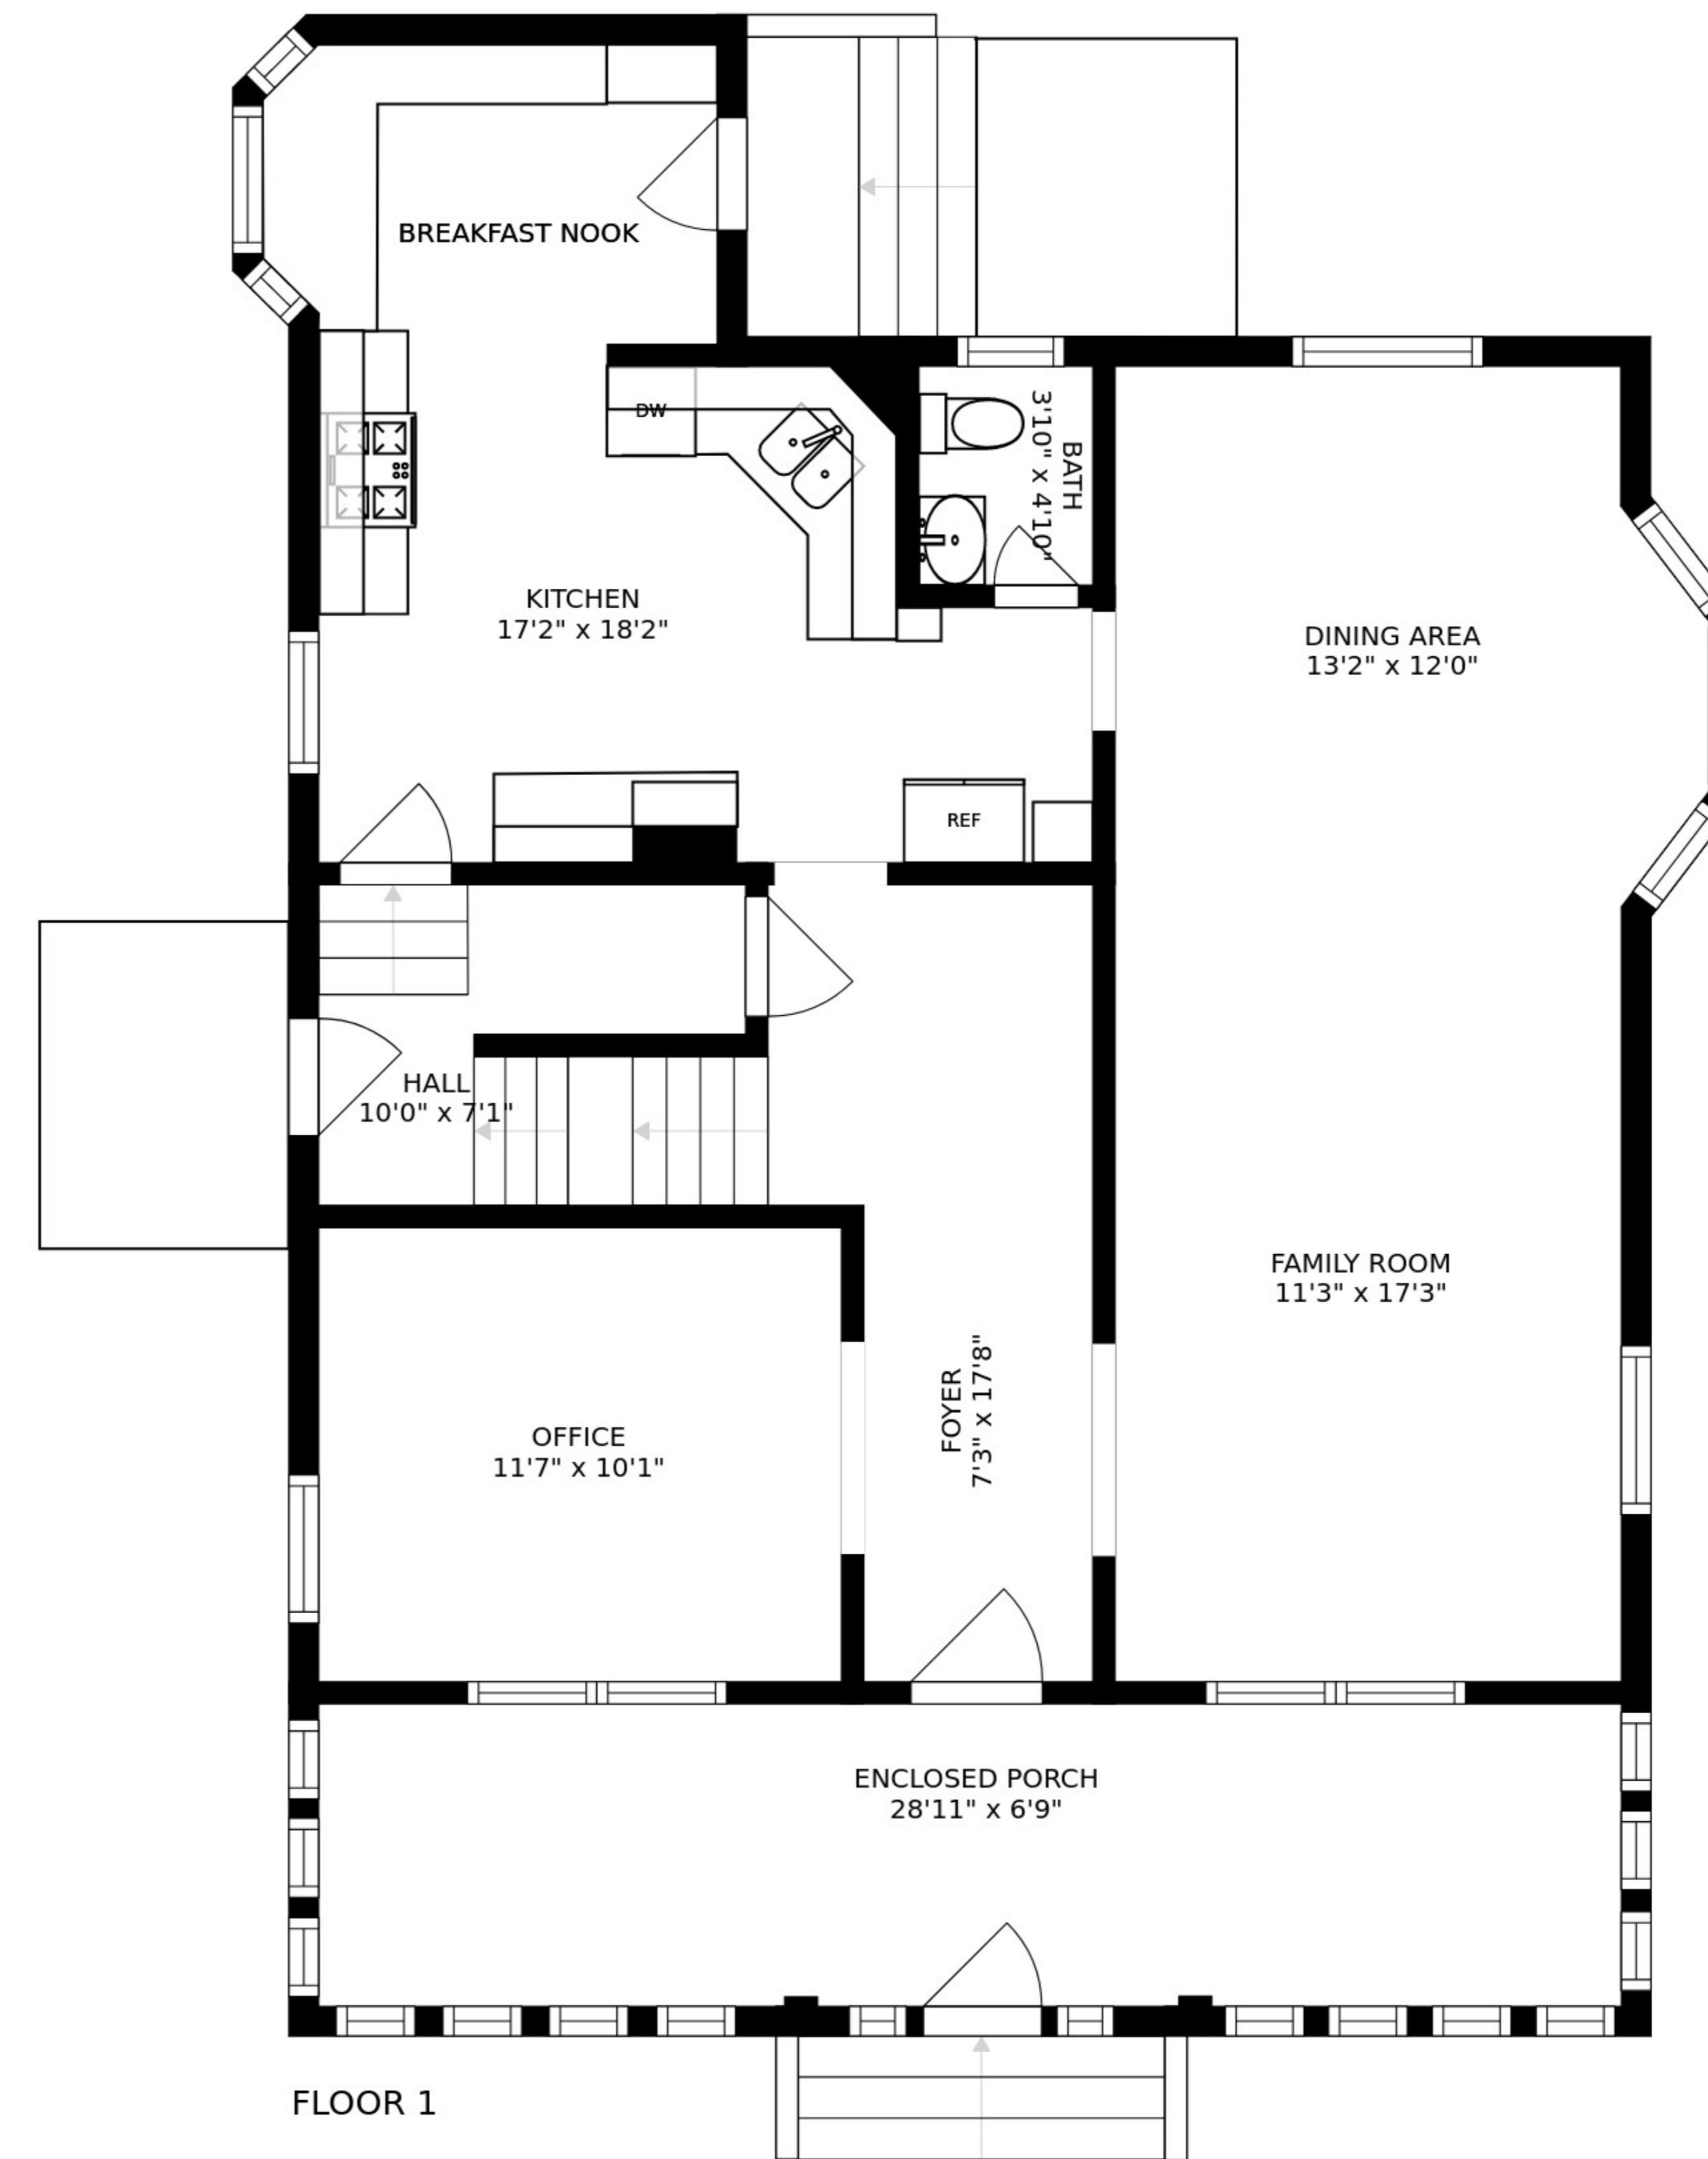 BREAKFAST NOOK
DW
BATH
3'10" x 4'10"
KITCHEN
17'2" x 18'2"
DINING AREA
13'2" x 12'0"
REF
HALL
10'0" x 7'1"
FAMILY ROOM
11'3" x 17'3"
FOYER
7'3" x 17'8"
OFFICE
11'7" x 10'1"
ENCLOSED PORCH
28'11" x 6'9"
FLOOR 1